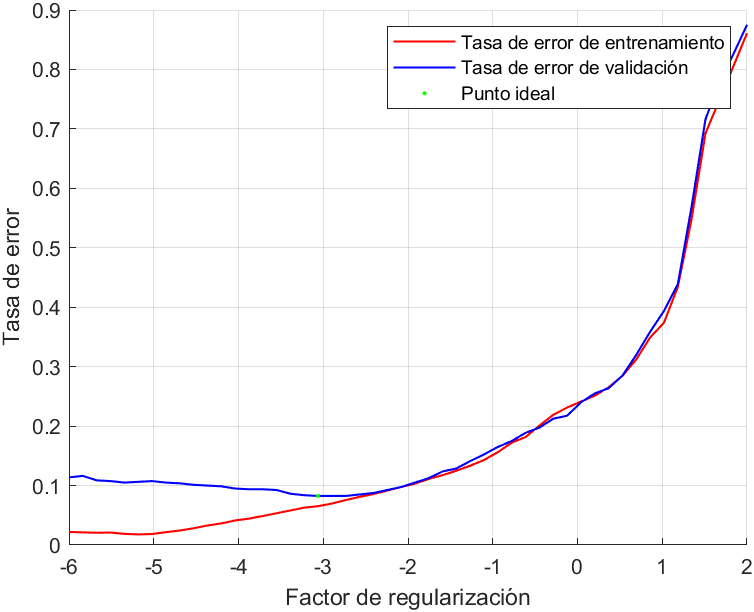 Tasa de error de entrenamiento
Tasa de error de validación
Punto ideal
0.9
0.8
0.7
0.6
0.5
0.4
0.3
0.2
0.1
0
Tasa de error
-6 -5 -4 -3 -2 -1 0 1 2
Factor de regularización